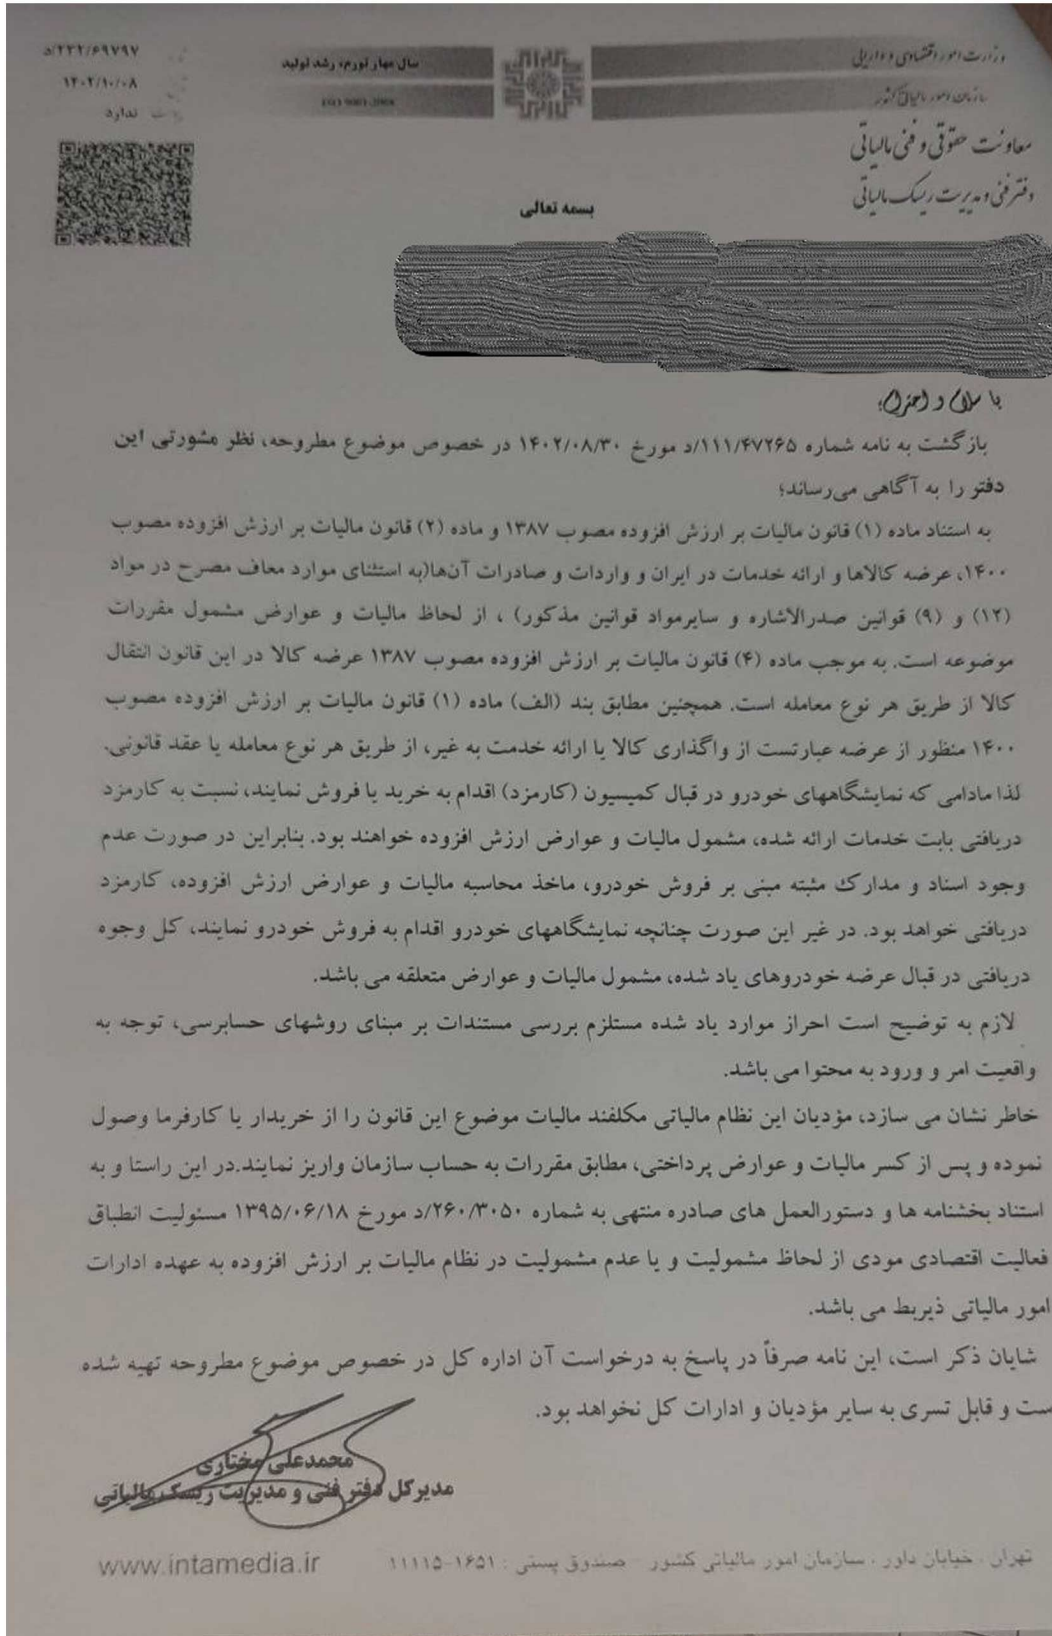 وزارت امور اقتصادی و دارایی
سازمان امور مالیاتی کشور
معاونت حقوقی و فنی مالیاتی
دفتر فنی و مدیریت ریسک مالیاتی
سال مهار تورم، رشد تولید
ISO 9001:2008
۲۳۲/۶۹۷۹۷/د
۱۴۰۲/۱۰/۰۸
ندارد
بسمه تعالی
با سلام و احترام؛
بازگشت به نامه شماره ۱۱۱/۴۷۲۶۵/د مورخ ۱۴۰۲/۰۸/۳۰ در خصوص موضوع مطروحه، نظر مشورتی این
دفتر را به آگاهی می‌رساند؛
به استناد ماده (۱) قانون مالیات بر ارزش افزوده مصوب ۱۳۸۷ و ماده (۲) قانون مالیات بر ارزش افزوده مصوب
۱۴۰۰، عرضه کالاها و ارائه خدمات در ایران و واردات و صادرات آن‌ها(به استثنای موارد معاف مصرح در مواد
(۱۲) و (۹) قوانین صدرالاشاره و سایرمواد قوانین مذکور) ، از لحاظ مالیات و عوارض مشمول مقررات
موضوعه است. به موجب ماده (۴) قانون مالیات بر ارزش افزوده مصوب ۱۳۸۷ عرضه کالا در این قانون انتقال
کالا از طریق هر نوع معامله است. همچنین مطابق بند (الف) ماده (۱) قانون مالیات بر ارزش افزوده مصوب
۱۴۰۰ منظور از عرضه عبارتست از واگذاری کالا یا ارائه خدمت به غیر، از طریق هر نوع معامله یا عقد قانونی.
لذا مادامی که نمایشگاههای خودرو در قبال کمیسیون (کارمزد) اقدام به خرید یا فروش نمایند، نسبت به کارمزد
دریافتی بابت خدمات ارائه شده، مشمول مالیات و عوارض ارزش افزوده خواهند بود. بنابراین در صورت عدم
وجود اسناد و مدارک مثبته مبنی بر فروش خودرو، ماخذ محاسبه مالیات و عوارض ارزش افزوده، کارمزد
دریافتی خواهد بود. در غیر این صورت چنانچه نمایشگاههای خودرو اقدام به فروش خودرو نمایند، کل وجوه
دریافتی در قبال عرضه خودروهای یاد شده، مشمول مالیات و عوارض متعلقه می باشد.
لازم به توضیح است احراز موارد یاد شده مستلزم بررسی مستندات بر مبنای روشهای حسابرسی، توجه به
واقعیت امر و ورود به محتوا می باشد.
خاطر نشان می سازد، مؤدیان این نظام مالیاتی مکلفند مالیات موضوع این قانون را از خریدار یا کارفرما وصول
نموده و پس از کسر مالیات و عوارض پرداختی، مطابق مقررات به حساب سازمان واریز نمایند.در این راستا و به
استناد بخشنامه ها و دستورالعمل های صادره منتهی به شماره ۲۶۰/۳۰۵۰/د مورخ ۱۳۹۵/۰۶/۱۸ مسئولیت انطباق
فعالیت اقتصادی مودی از لحاظ مشمولیت و یا عدم مشمولیت در نظام مالیات بر ارزش افزوده به عهده ادارات
امور مالیاتی ذیربط می باشد.
شایان ذکر است، این نامه صرفاً در پاسخ به درخواست آن اداره کل در خصوص موضوع مطروحه تهیه شده
ست و قابل تسری به سایر مؤدیان و ادارات کل نخواهد بود.
محمدعلی مختاری
مدیرکل دفتر فنی و مدیریت ریسک مالیاتی
تهران ، خیابان داور ، سازمان امور مالیاتی کشور صندوق پستی : ۱۶۵۱-۱۱۱۱۵
www.intamedia.ir